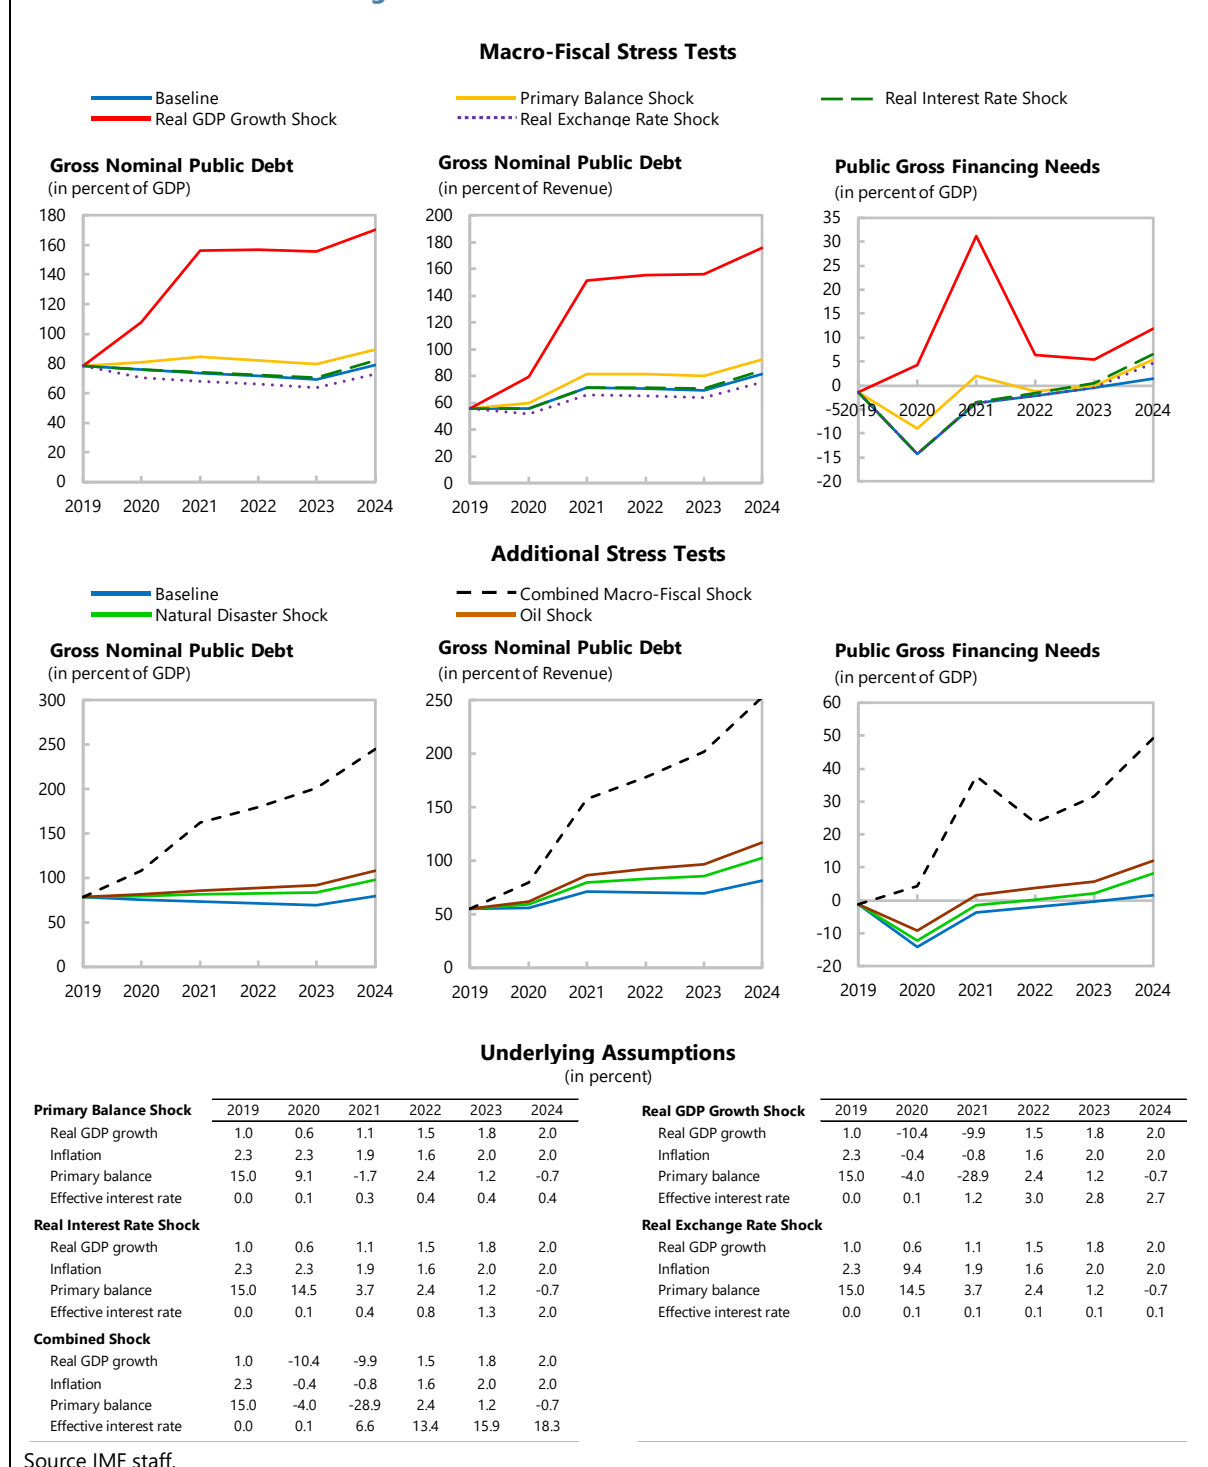 Macro-Fiscal Stress Tests
Baseline Primary Balance Shock Real Interest Rate Shock
Real GDP Growth Shock Real Exchange Rate Shock
Gross Nominal Public Debt
(in percent of GDP)
180
160
140
120
100
80
60
40
20
0
2019 2020 2021 2022 2023 2024
Gross Nominal Public Debt
(in percent of Revenue)
200
180
160
140
120
100
80
60
40
20
0
2019 2020 2021 2022 2023 2024
Public Gross Financing Needs
(in percent of GDP)
35
30
25
20
15
10
5
0
-5
-10
-15
-20
2019 2020 2021 2022 2023 2024
Additional Stress Tests
Baseline Combined Macro-Fiscal Shock
Natural Disaster Shock Oil Shock
Gross Nominal Public Debt
(in percent of GDP)
300
250
200
150
100
50
0
2019 2020 2021 2022 2023 2024
Gross Nominal Public Debt
(in percent of Revenue)
250
200
150
100
50
0
2019 2020 2021 2022 2023 2024
Public Gross Financing Needs
(in percent of GDP)
60
50
40
30
20
10
0
-10
-20
2019 2020 2021 2022 2023 2024
Underlying Assumptions
(in percent)
Primary Balance Shock 2019 2020 2021 2022 2023 2024
Real GDP growth 1.0 0.6 1.1 1.5 1.8 2.0
Inflation 2.3 2.3 1.9 1.6 2.0 2.0
Primary balance 15.0 9.1 -1.7 2.4 1.2 -0.7
Effective interest rate 0.0 0.1 0.3 0.4 0.4 0.4
Real Interest Rate Shock
Real GDP growth 1.0 0.6 1.1 1.5 1.8 2.0
Inflation 2.3 2.3 1.9 1.6 2.0 2.0
Primary balance 15.0 14.5 3.7 2.4 1.2 -0.7
Effective interest rate 0.0 0.1 0.4 0.8 1.3 2.0
Combined Shock
Real GDP growth 1.0 -10.4 -9.9 1.5 1.8 2.0
Inflation 2.3 -0.4 -0.8 1.6 2.0 2.0
Primary balance 15.0 -4.0 -28.9 2.4 1.2 -0.7
Effective interest rate 0.0 0.1 6.6 13.4 15.9 18.3
Real GDP Growth Shock 2019 2020 2021 2022 2023 2024
Real GDP growth 1.0 -10.4 -9.9 1.5 1.8 2.0
Inflation 2.3 -0.4 -0.8 1.6 2.0 2.0
Primary balance 15.0 -4.0 -28.9 2.4 1.2 -0.7
Effective interest rate 0.0 0.1 1.2 3.0 2.8 2.7
Real Exchange Rate Shock
Real GDP growth 1.0 0.6 1.1 1.5 1.8 2.0
Inflation 2.3 9.4 1.9 1.6 2.0 2.0
Primary balance 15.0 14.5 3.7 2.4 1.2 -0.7
Effective interest rate 0.0 0.1 0.1 0.1 0.1 0.1
Source IMF staff.